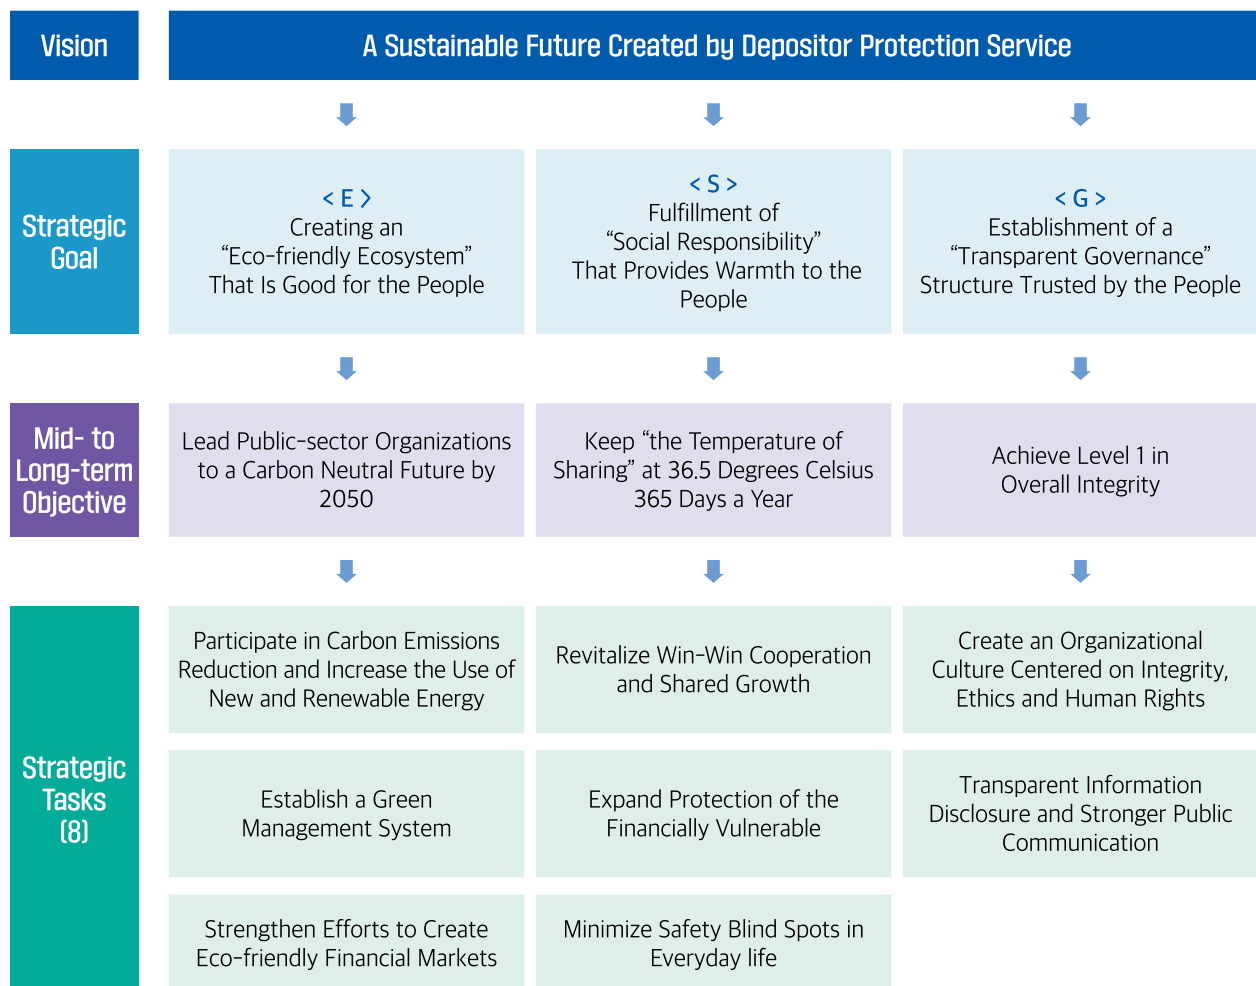 Vision
A Sustainable Future Created by Depositor Protection Service
Strategic
Goal
< E >
Creating an
“Eco-friendly Ecosystem”
That Is Good for the People
< S >
Fulfillment of
“Social Responsibility”
That Provides Warmth to the
People
< G >
Establishment of a
“Transparent Governance”
Structure Trusted by the People
Mid- to
Long-term
Objective
Lead Public-sector Organizations
to a Carbon Neutral Future by
2050
Keep “the Temperature of
Sharing” at 36.5 Degrees Celsius
365 Days a Year
Achieve Level 1 in
Overall Integrity
Strategic
Tasks
(8)
Participate in Carbon Emissions
Reduction and Increase the Use of
New and Renewable Energy
Revitalize Win-Win Cooperation
and Shared Growth
Create an Organizational
Culture Centered on Integrity,
Ethics and Human Rights
Establish a Green
Management System
Expand Protection of the
Financially Vulnerable
Transparent Information
Disclosure and Stronger Public
Communication
Strengthen Efforts to Create
Eco-friendly Financial Markets
Minimize Safety Blind Spots in
Everyday life